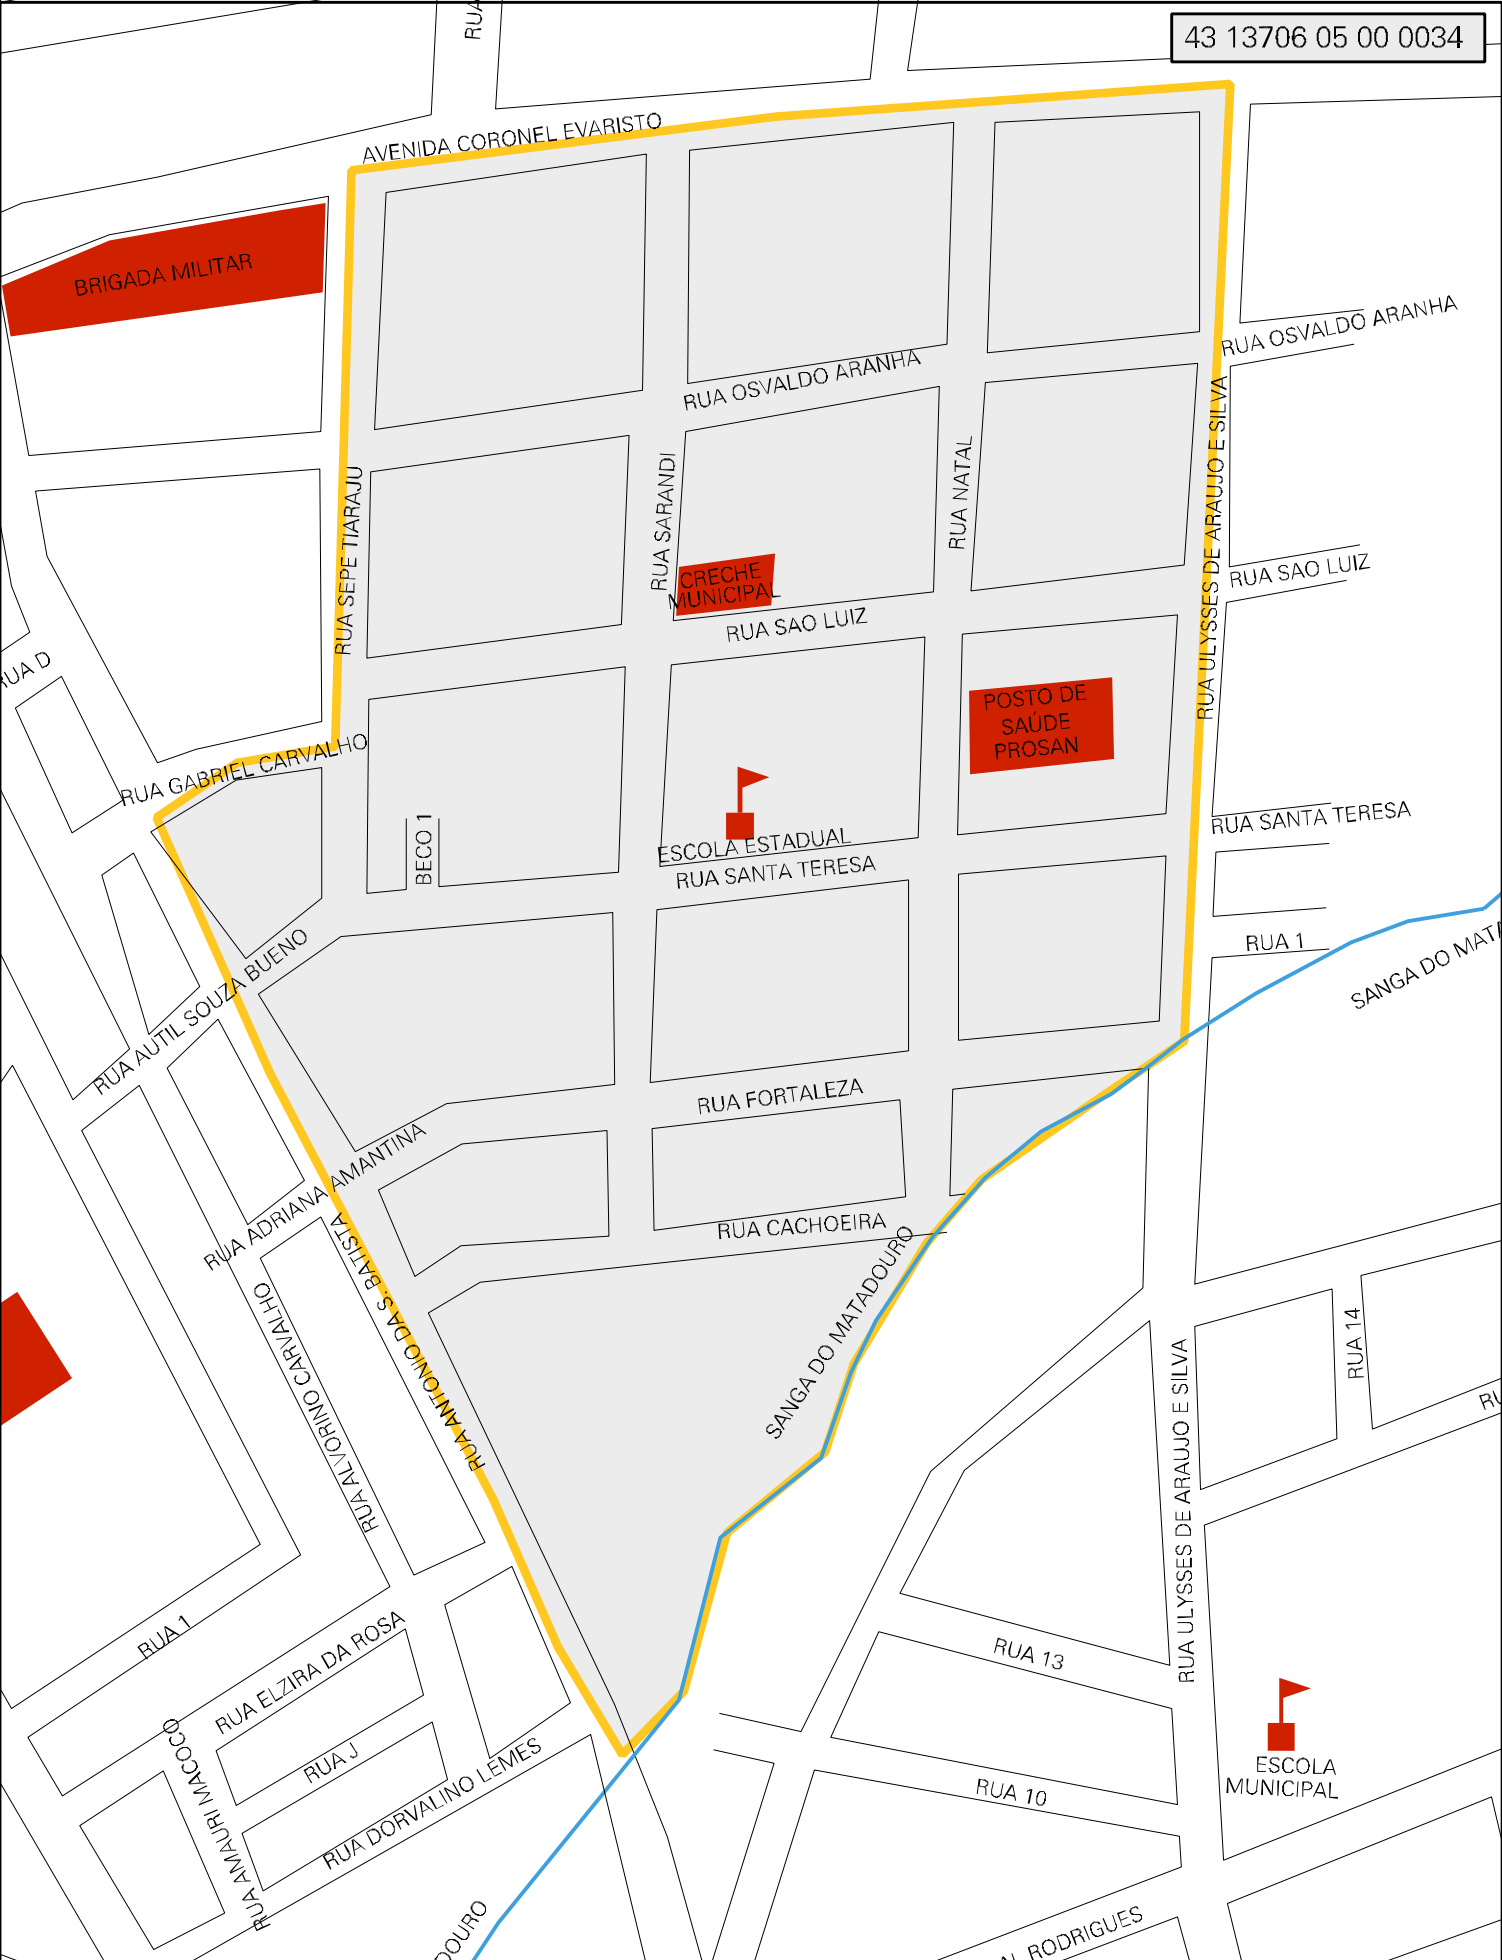 RUA
43 13706 05 00 0034
AVENIDA CORONEL EVARISTO
BRIGADA MILITAR
RUA OSVALDO ARANHA
RUA OSVALDO ARANHA
RUA SEPE TIARAJU
RUA SARANDI
RUA NATAL
RUA ULYSSES DE ARAUJO E SILVA
CRECHE
MUNICIPAL
RUA SAO LUIZ
RUA SAO LUIZ
RUA D
POSTO DE
SAÚDE
PROSAN
RUA GABRIEL CARVALHO
BECO 1
ESCOLA ESTADUAL
RUA SANTA TERESA
RUA SANTA TERESA
RUA 1
SANGA DO MATA
RUA AUTIL SOUZA BUENO
RUA FORTALEZA
RUA ADRIANA AMANTINA
RUA CACHOEIRA
SANGA DO MATADOURO
RUA ANTONIO DA S. BATISTA
RUA ALVORINO CARVALHO
RUA 14
RUA ULYSSES DE ARAUJO E SILVA
RU
RUA 1
RUA ELZIRA DA ROSA
RUA 13
RUA J
RUA AMAURI MACOCO
RUA DORVALINO LEMES
RUA 10
ESCOLA
MUNICIPAL
DOURO
AL RODRIGUES